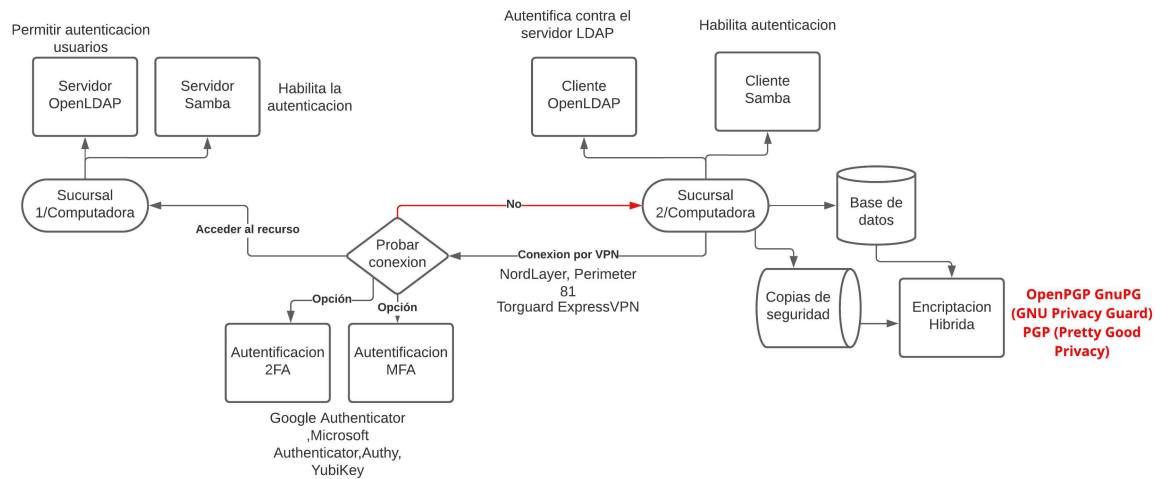 Permitir autenticacion
usuarios
Servidor
OpenLDAP
Servidor
Samba
Habilita la
autenticacion
Autentifica contra el
servidor LDAP
Habilita autenticacion
Cliente
OpenLDAP
Cliente
Samba
Sucursal
1/Computadora
Acceder al recurso
Probar
conexion
No
Sucursal
2/Computadora
Base de
datos
Conexion por VPN
NordLayer, Perimeter
81
Torguard ExpressVPN
Copias de
seguridad
Encriptacion
Hibrida
OpenPGP GnuPG
(GNU Privacy Guard)
PGP (Pretty Good
Privacy)
Opción
Opción
Autentificacion
2FA
Autentificacion
MFA
Google Authenticator
,Microsoft
Authenticator,Authy,
YubiKey